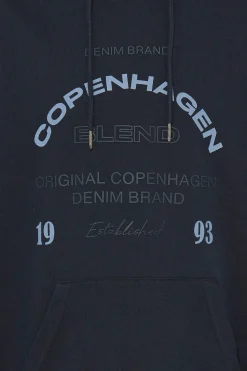 DENIM BRAND
COPENHAGEN
BLEND
ORIGINAL COPENHAGEN
DENIM BRAND
19 Established 93